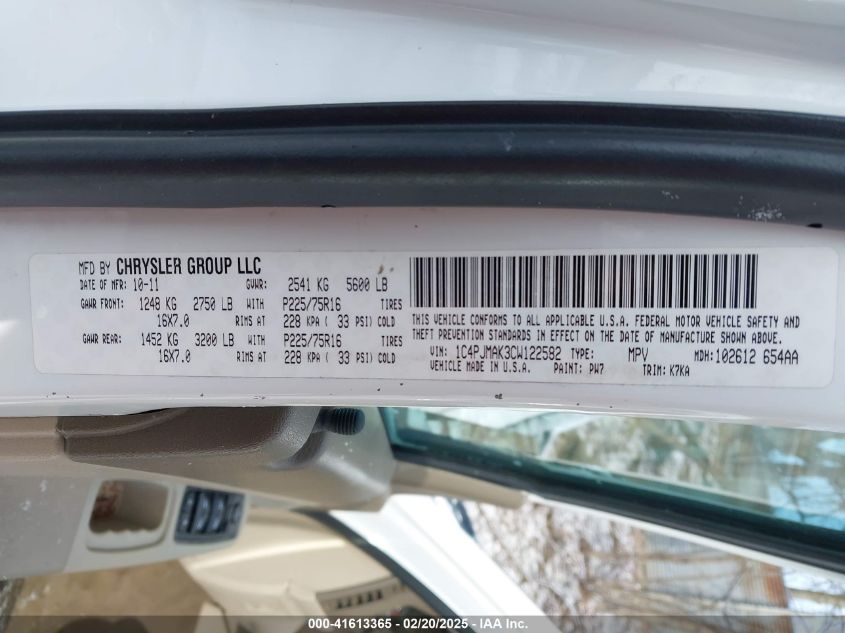 MFD BY CHRYSLER GROUP LLC
DATE OF MFR: 10-11 GVWR: 2541 KG 5600 LB
GAWR FRONT: 1248 KG 2750 LB WITH P225/75R16 TIRES
16X7.0 RIMS AT 228 KPA ( 33 PSI) COLD
GAWR REAR: 1452 KG 3200 LB WITH P225/75R16 TIRES
16X7.0 RIMS AT 228 KPA ( 33 PSI) COLD
THIS VEHICLE CONFORMS TO ALL APPLICABLE U.S.A. FEDERAL MOTOR VEHICLE SAFETY AND
THEFT PREVENTION STANDARDS IN EFFECT ON THE DATE OF MANUFACTURE SHOWN ABOVE.
VIN: 1C4PJMAK3CW122582 TYPE: MPV MDH: 102612 654AA
VEHICLE MADE IN U.S.A. PAINT: PW7 TRIM: K7KA
000-41613365 - 02/20/2025 - IAA Inc.